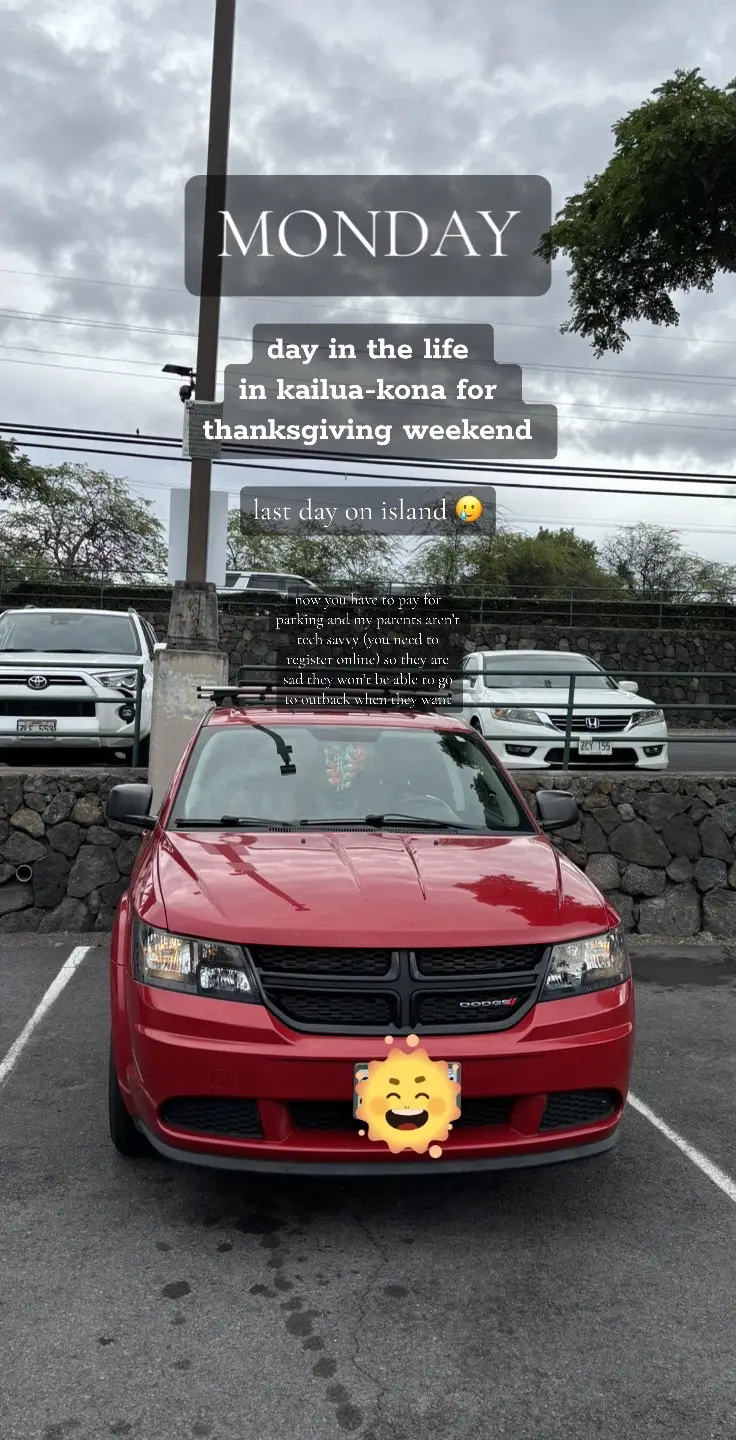 MONDAY
day in the life
in kailua-kona for
thanksgiving weekend
last day on island 🥲
now you have to pay for
parking and my parents aren't
tech savvy (you need to
register online) so they are
sad they won't be able to go
to outback when they want
ZCY 155
DODGE